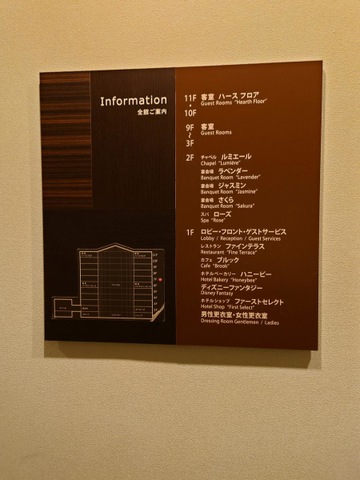 Information
全館ご案内
11F 客室 ハース フロア
Guest Rooms "Hearth Floor"
10F
9F 客室
〜 Guest Rooms
3F
2F チャペル ルミエール
Chapel "Lumière"
宴会場 ラベンダー
Banquet Room "Lavender"
宴会場 ジャスミン
Banquet Room "Jasmine"
宴会場 さくら
Banquet Room "Sakura"
スパ ローズ
Spa "Rose"
1F ロビー・フロント・ゲストサービス
Lobby / Reception / Guest Services
レストラン ファインテラス
Restaurant "Fine Terrace"
カフェ ブルック
Cafe "Brook"
ホテルベーカリー ハニービー
Hotel Bakery "Honeybee"
ディズニーファンタジー
Disney Fantasy
ホテルショップ ファーストセレクト
Hotel Shop "First Select"
男性更衣室・女性更衣室
Dressing Room Gentlemen / Ladies